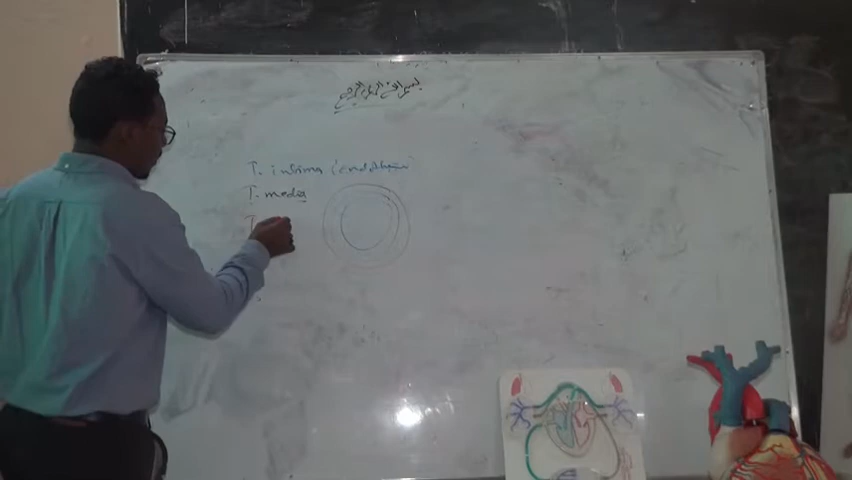 بسم الله الرحمن الرحيم
T. intima (endothelium)
T. media
T